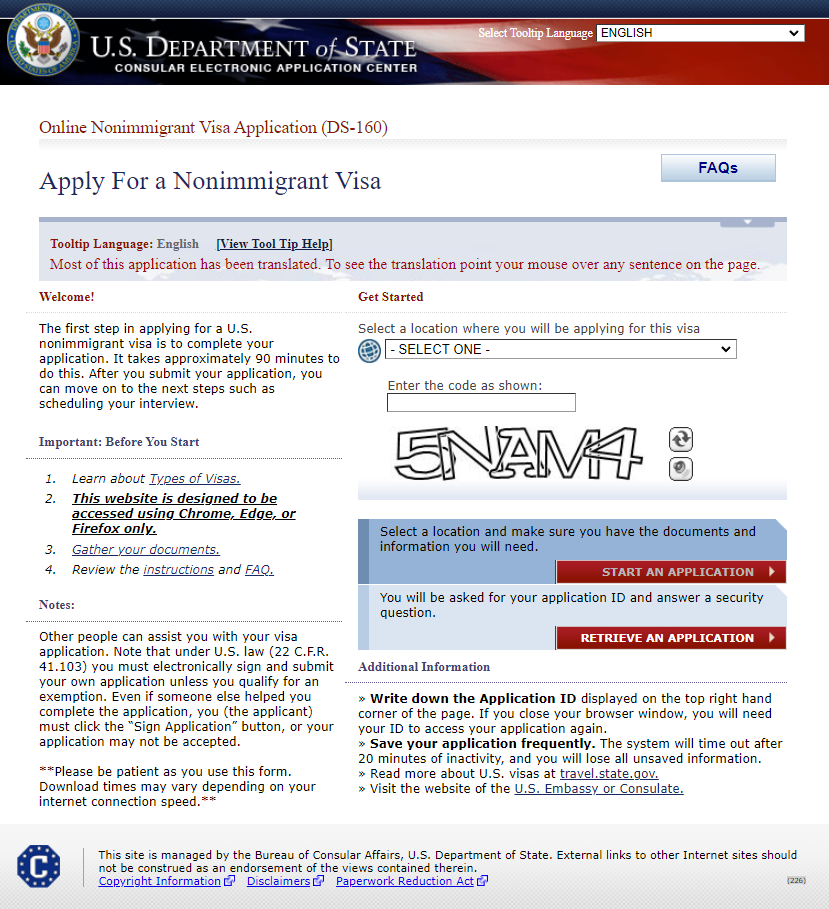 U.S. DEPARTMENT of STATE
CONSULAR ELECTRONIC APPLICATION CENTER
Select Tooltip Language ENGLISH
Online Nonimmigrant Visa Application (DS-160)
Apply For a Nonimmigrant Visa
FAQs
Tooltip Language: English [View Tool Tip Help]
Most of this application has been translated. To see the translation point your mouse over any sentence on the page.
Welcome!
The first step in applying for a U.S.
nonimmigrant visa is to complete your
application. It takes approximately 90 minutes to
do this. After you submit your application, you
can move on to the next steps such as
scheduling your interview.
Important: Before You Start
1. Learn about Types of Visas.
2. This website is designed to be
accessed using Chrome, Edge, or
Firefox only.
3. Gather your documents.
4. Review the instructions and FAQ.
Notes:
Other people can assist you with your visa
application. Note that under U.S. law (22 C.F.R.
41.103) you must electronically sign and submit
your own application unless you qualify for an
exemption. Even if someone else helped you
complete the application, you (the applicant)
must click the “Sign Application” button, or your
application may not be accepted.
**Please be patient as you use this form.
Download times may vary depending on your
internet connection speed.**
Get Started
Select a location where you will be applying for this visa
- SELECT ONE -
Enter the code as shown:
5NAM4
Select a location and make sure you have the documents and
information you will need.
START AN APPLICATION
You will be asked for your application ID and answer a security
question.
RETRIEVE AN APPLICATION
Additional Information
» Write down the Application ID displayed on the top right hand
corner of the page. If you close your browser window, you will need
your ID to access your application again.
» Save your application frequently. The system will time out after
20 minutes of inactivity, and you will lose all unsaved information.
» Read more about U.S. visas at travel.state.gov.
» Visit the website of the U.S. Embassy or Consulate.
C
This site is managed by the Bureau of Consular Affairs, U.S. Department of State. External links to other Internet sites should
not be construed as an endorsement of the views contained therein.
Copyright Information Disclaimers Paperwork Reduction Act
(226)